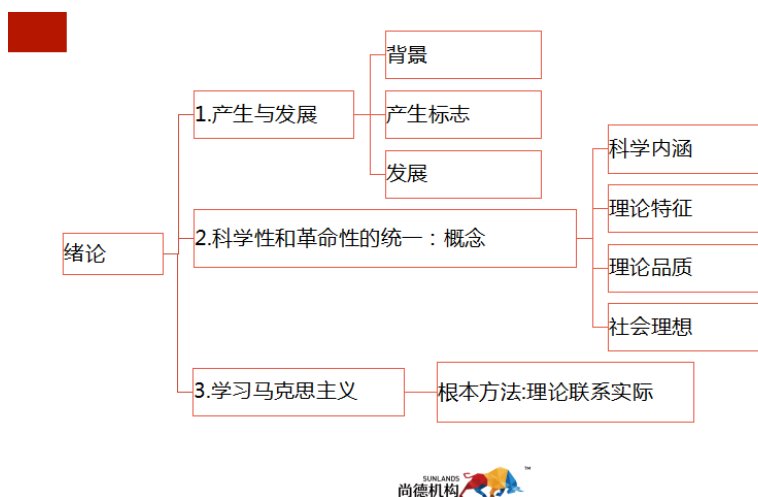 背景
1.产生与发展
产生标志
发展
科学内涵
理论特征
2.科学性和革命性的统一：概念
绪论
理论品质
社会理想
3.学习马克思主义
根本方法:理论联系实际
SUNLANDS
尚德机构
TM